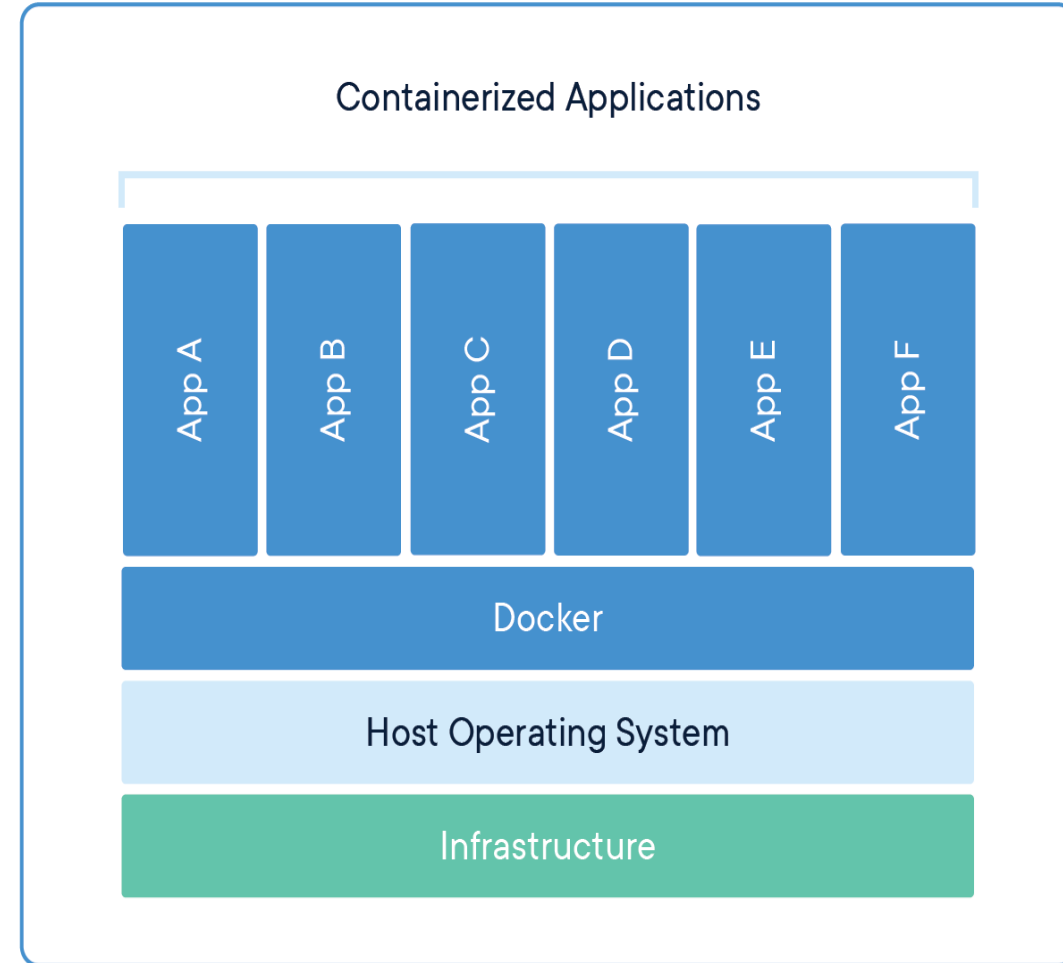 Containerized Applications
App A
App B
App C
App D
App E
App F
Docker
Host Operating System
Infrastructure